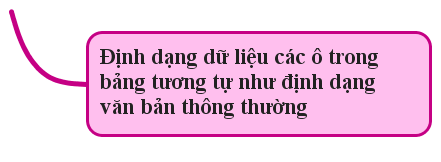 Định dạng dữ liệu các ô trong
bảng tương tự như định dạng
văn bản thông thường